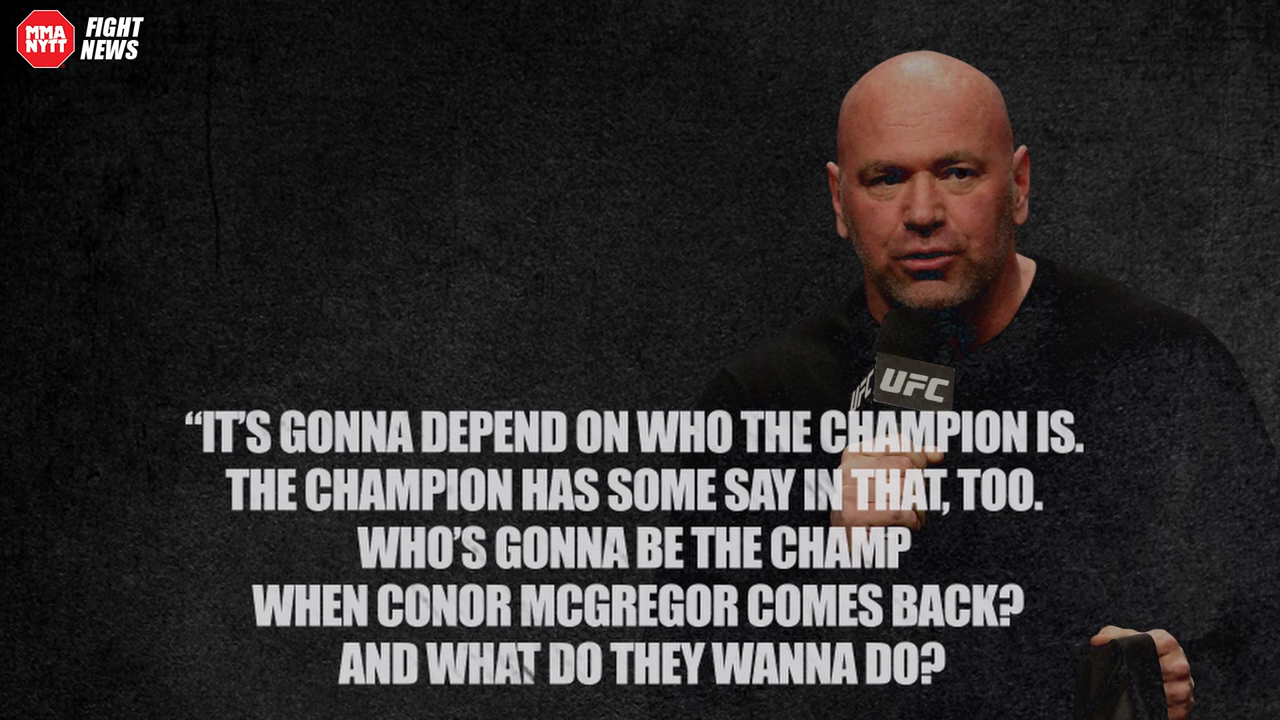 MMA
NYTT
FIGHT
NEWS
UFC
UFC
“IT’S GONNA DEPEND ON WHO THE CHAMPION IS.
THE CHAMPION HAS SOME SAY IN THAT, TOO.
WHO’S GONNA BE THE CHAMP
WHEN CONOR MCGREGOR COMES BACK?
AND WHAT DO THEY WANNA DO?